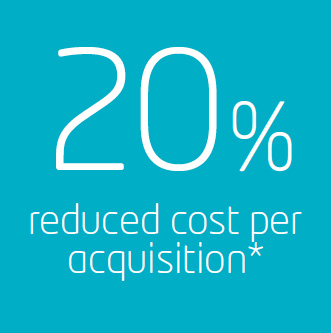 20%
reduced cost per
acquisition*